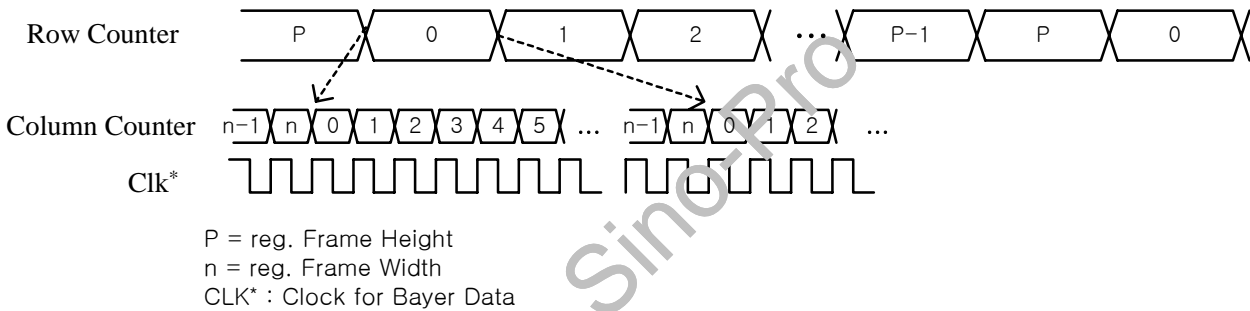 Row Counter P 0 1 2 ... P-1 P 0
Column Counter n-1 n 0 1 2 3 4 5 ... n-1 n 0 1 2 ...
Clk*
P = reg. Frame Height
n = reg. Frame Width
CLK* : Clock for Bayer Data
Sino-Pro